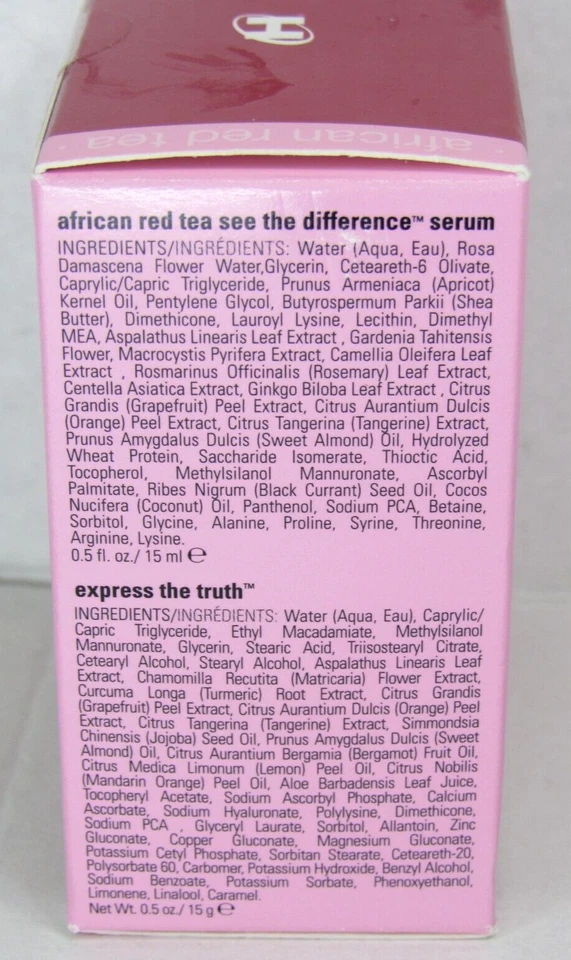 H
· african red tea ·
african red tea see the difference™ serum
INGREDIENTS/INGRÉDIENTS: Water (Aqua, Eau), Rosa
Damascena Flower Water,Glycerin, Ceteareth-6 Olivate,
Caprylic/Capric Triglyceride, Prunus Armeniaca (Apricot)
Kernel Oil, Pentylene Glycol, Butyrospermum Parkii (Shea
Butter), Dimethicone, Lauroyl Lysine, Lecithin, Dimethyl
MEA, Aspalathus Linearis Leaf Extract , Gardenia Tahitensis
Flower, Macrocystis Pyrifera Extract, Camellia Oleifera Leaf
Extract , Rosmarinus Officinalis (Rosemary) Leaf Extract,
Centella Asiatica Extract, Ginkgo Biloba Leaf Extract , Citrus
Grandis (Grapefruit) Peel Extract, Citrus Aurantium Dulcis
(Orange) Peel Extract, Citrus Tangerina (Tangerine) Extract,
Prunus Amygdalus Dulcis (Sweet Almond) Oil, Hydrolyzed
Wheat Protein, Saccharide Isomerate, Thioctic Acid,
Tocopherol, Methylsilanol Mannuronate, Ascorbyl
Palmitate, Ribes Nigrum (Black Currant) Seed Oil, Cocos
Nucifera (Coconut) Oil, Panthenol, Sodium PCA, Betaine,
Sorbitol, Glycine, Alanine, Proline, Syrine, Threonine,
Arginine, Lysine.
0.5 fl. oz./ 15 ml ℮
express the truth™
INGREDIENTS/INGRÉDIENTS: Water (Aqua, Eau), Caprylic/
Capric Triglyceride, Ethyl Macadamiate, Methylsilanol
Mannuronate, Glycerin, Stearic Acid, Triisostearyl Citrate,
Cetearyl Alcohol, Stearyl Alcohol, Aspalathus Linearis Leaf
Extract, Chamomilla Recutita (Matricaria) Flower Extract,
Curcuma Longa (Turmeric) Root Extract, Citrus Grandis
(Grapefruit) Peel Extract, Citrus Aurantium Dulcis (Orange) Peel
Extract, Citrus Tangerina (Tangerine) Extract, Simmondsia
Chinensis (Jojoba) Seed Oil, Prunus Amygdalus Dulcis (Sweet
Almond) Oil, Citrus Aurantium Bergamia (Bergamot) Fruit Oil,
Citrus Medica Limonum (Lemon) Peel Oil, Citrus Nobilis
(Mandarin Orange) Peel Oil, Aloe Barbadensis Leaf Juice,
Tocopheryl Acetate, Sodium Ascorbyl Phosphate, Calcium
Ascorbate, Sodium Hyaluronate, Polylysine, Dimethicone,
Sodium PCA , Glyceryl Laurate, Sorbitol, Allantoin, Zinc
Gluconate, Copper Gluconate, Magnesium Gluconate,
Potassium Cetyl Phosphate, Sorbitan Stearate, Ceteareth-20,
Polysorbate 60, Carbomer, Potassium Hydroxide, Benzyl Alcohol,
Sodium Benzoate, Potassium Sorbate, Phenoxyethanol,
Limonene, Linalool, Caramel.
Net Wt. 0.5 oz./ 15 g ℮